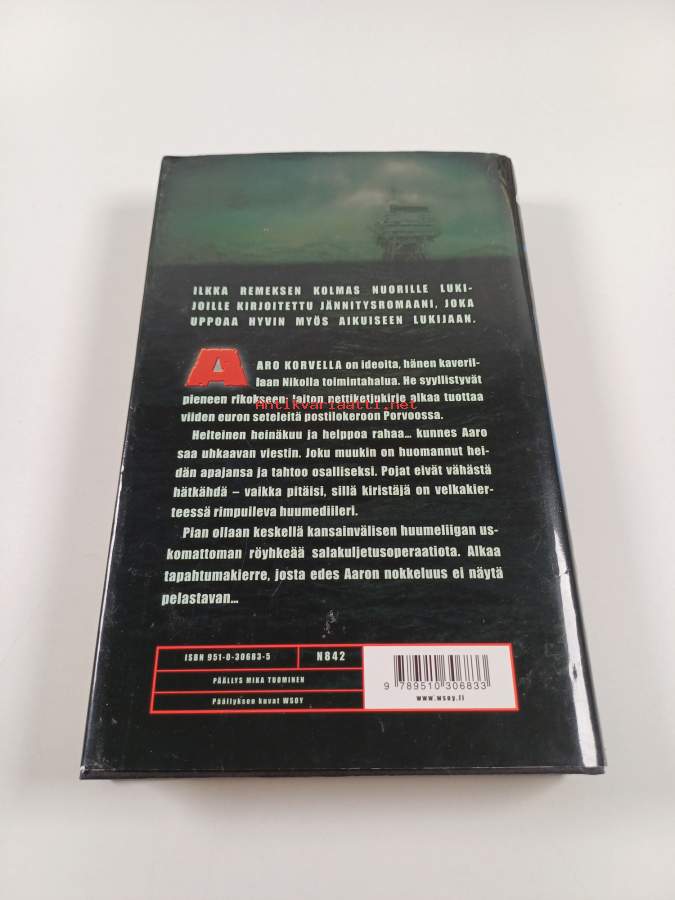 ILKKA REMEKSEN KOLMAS NUORILLE LUKI-
JOILLE KIRJOITETTU JÄNNITYSROMAANI, JOKA
UPPOAA HYVIN MYÖS AIKUISEEN LUKIJAAN.
AARO KORVELLA on ideoita, hänen kaveril-
laan Nikolla toimintahalua. He syyllistyvät
pieneen rikokseen: laiton nettiketjukirje alkaa tuottaa
Antikvariaatti.net
viiden euron seteleitä postilokeroon Porvoossa.
Helteinen heinäkuu ja helppoa rahaa... kunnes Aaro
saa uhkaavan viestin. Joku muukin on huomannut hei-
dän apajansa ja tahtoo osalliseksi. Pojat eivät vähästä
hätkähdä – vaikka pitäisi, sillä kiristäjä on velkakier-
teessä rimpuileva huumediileri.
Pian ollaan keskellä kansainvälisen huumeliigan us-
komattoman röyhkeää salakuljetusoperaatiota. Alkaa
tapahtumakierre, josta edes Aaron nokkeluus ei näytä
pelastavan...
ISBN 951-0-30683-5
N842
PÄÄLLYS MIKA TUOMINEN
Päällyksen kuvat WSOY
9 789510 306833
www.wsoy.fi